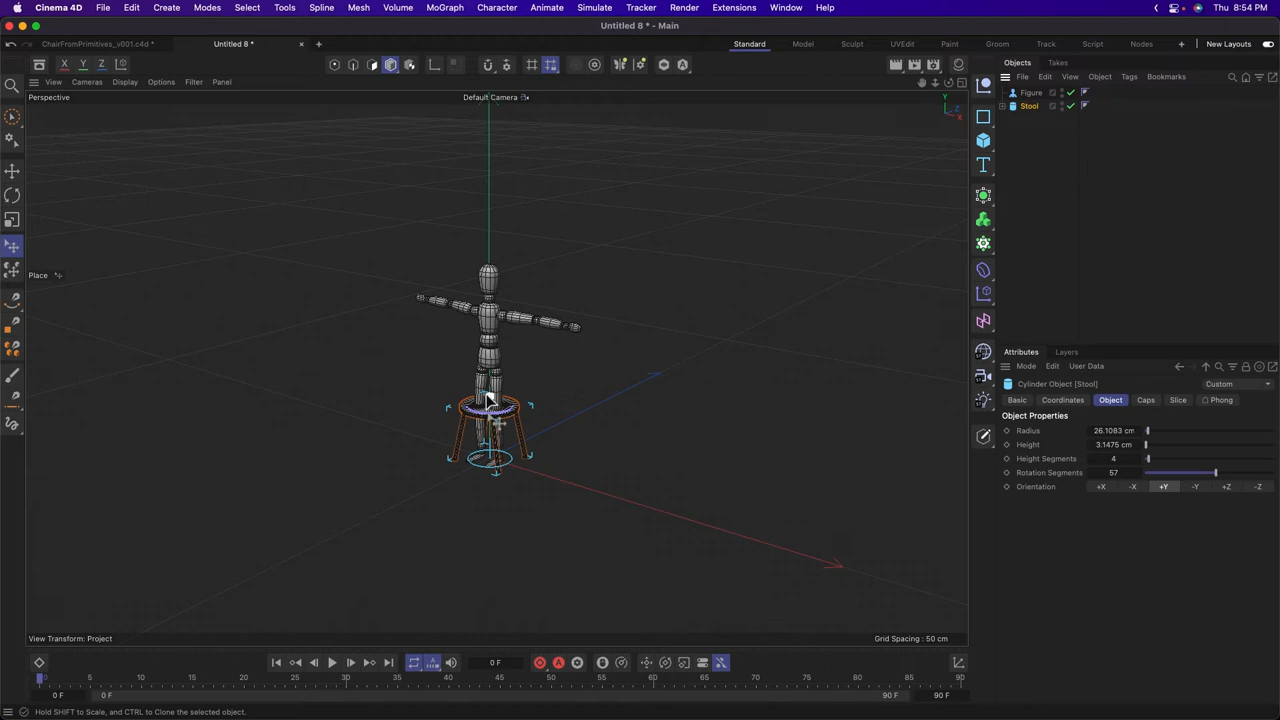 Cinema 4D File Edit Create Modes Select Tools Spline Mesh Volume MoGraph Character Animate Simulate Tracker Render Extensions Window Help Thu 8:54 PM
Untitled 8 * - Main
ChairFromPrimitives_v001.c4d * Untitled 8 * Standard Model Sculpt UVEdit Paint Groom Track Script Nodes New Layouts
X Y Z Objects Takes
View Cameras Display Options Filter Panel File Edit View Object Tags Bookmarks
Perspective Default Camera Figure
Y Z X Stool
Place
Attributes Layers
Mode Edit User Data
Cylinder Object [Stool] Custom
Basic Coordinates Object Caps Slice Phong
Object Properties
Radius 26.1083 cm
Height 3.1475 cm
Height Segments 4
Rotation Segments 57
Orientation +X -X +Y -Y +Z -Z
View Transform: Project Grid Spacing : 50 cm
0 F
0 5 10 15 20 25 30 35 40 45 50 55 60 65 70 75 80 85 90
0 F 0 F 90 F 90 F
Hold SHIFT to Scale, and CTRL to Clone the selected object.